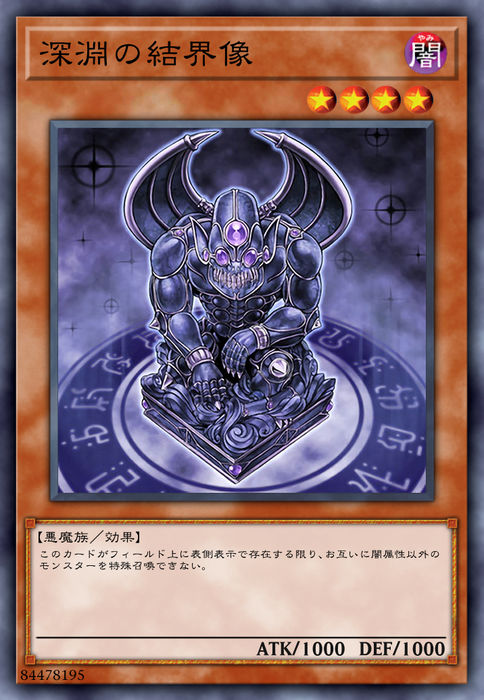 深淵の結界像
やみ
闇
【悪魔族／効果】
このカードがフィールド上に表側表示で存在する限り、お互いに闇属性以外の
モンスターを特殊召喚できない。
ATK/1000 DEF/1000
84478195